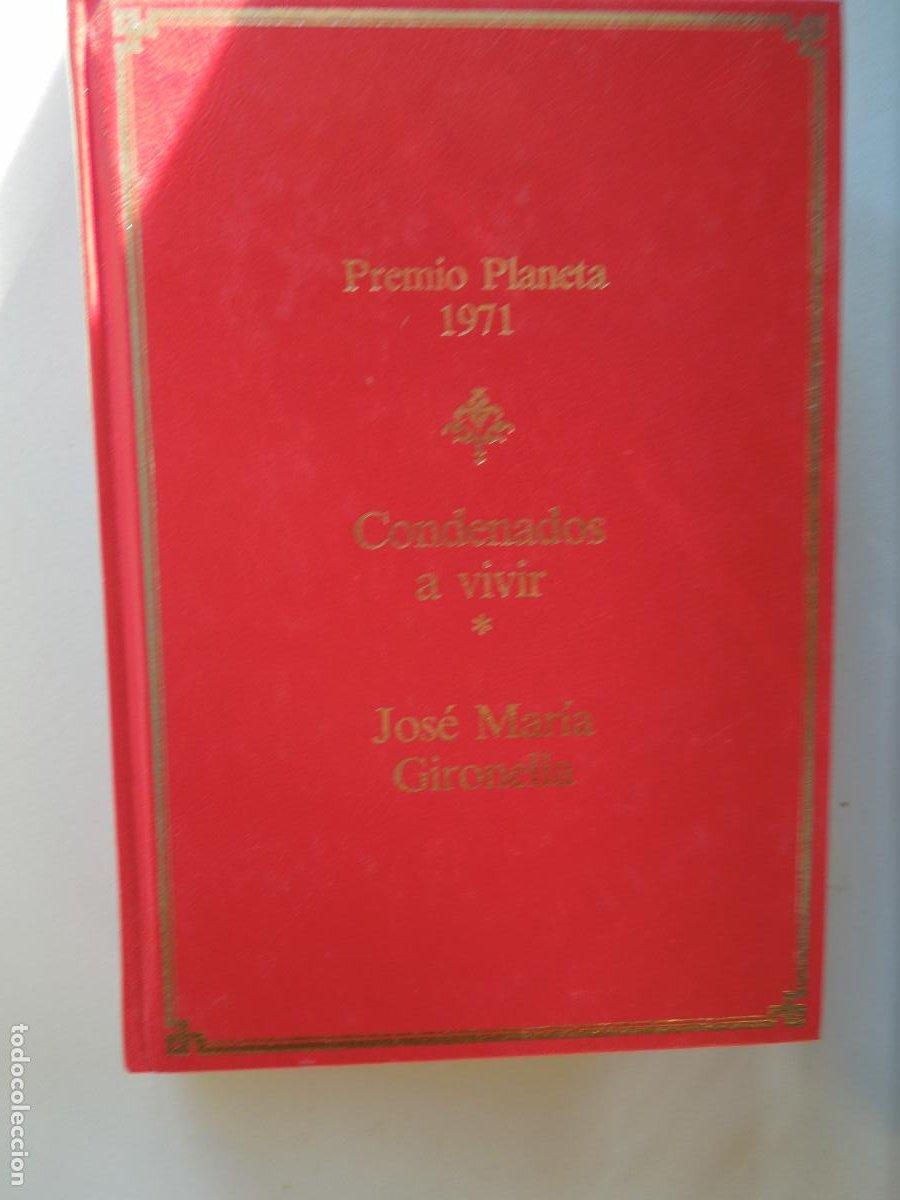 Premio Planeta
1971
Condenados
a vivir
*
José María
Gironella
todocoleccion